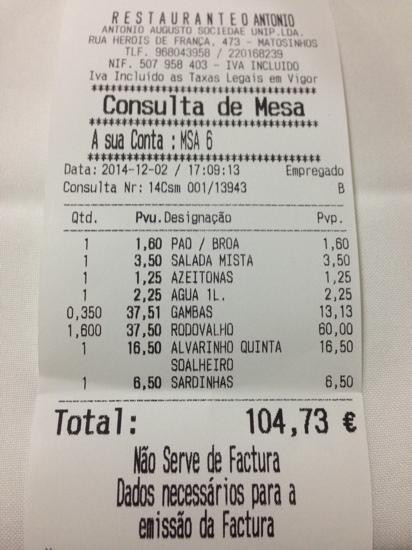 RESTAURANTE O ANTONIO
ANTONIO AUGUSTO SOCIEDAE UNIP.LDA.
RUA HEROIS DE FRANÇA, 473 - MATOSINHOS
TLF. 968043958 / 220168239
NIF. 507 958 403 - IVA INCLUIDO
Iva Incluido as Taxas Legais em Vigor
************************************
Consulta de Mesa
************************************
A sua Conta : MSA 6
************************************
Data: 2014-12-02 / 17:09:13 Empregado
Consulta Nr: 14Csm 001/13943 B
Qtd. Pvu. Designação Pvp.
1 1,60 PAO / BROA 1,60
1 3,50 SALADA MISTA 3,50
1 1,25 AZEITONAS 1,25
1 2,25 AGUA 1L. 2,25
0,350 37,51 GAMBAS 13,13
1,600 37,50 RODOVALHO 60,00
1 16,50 ALVARINHO QUINTA 16,50
SOALHEIRO
1 6,50 SARDINHAS 6,50
Total: 104,73 €
Não Serve de Factura
Dados necessários para a
emissão da Factura